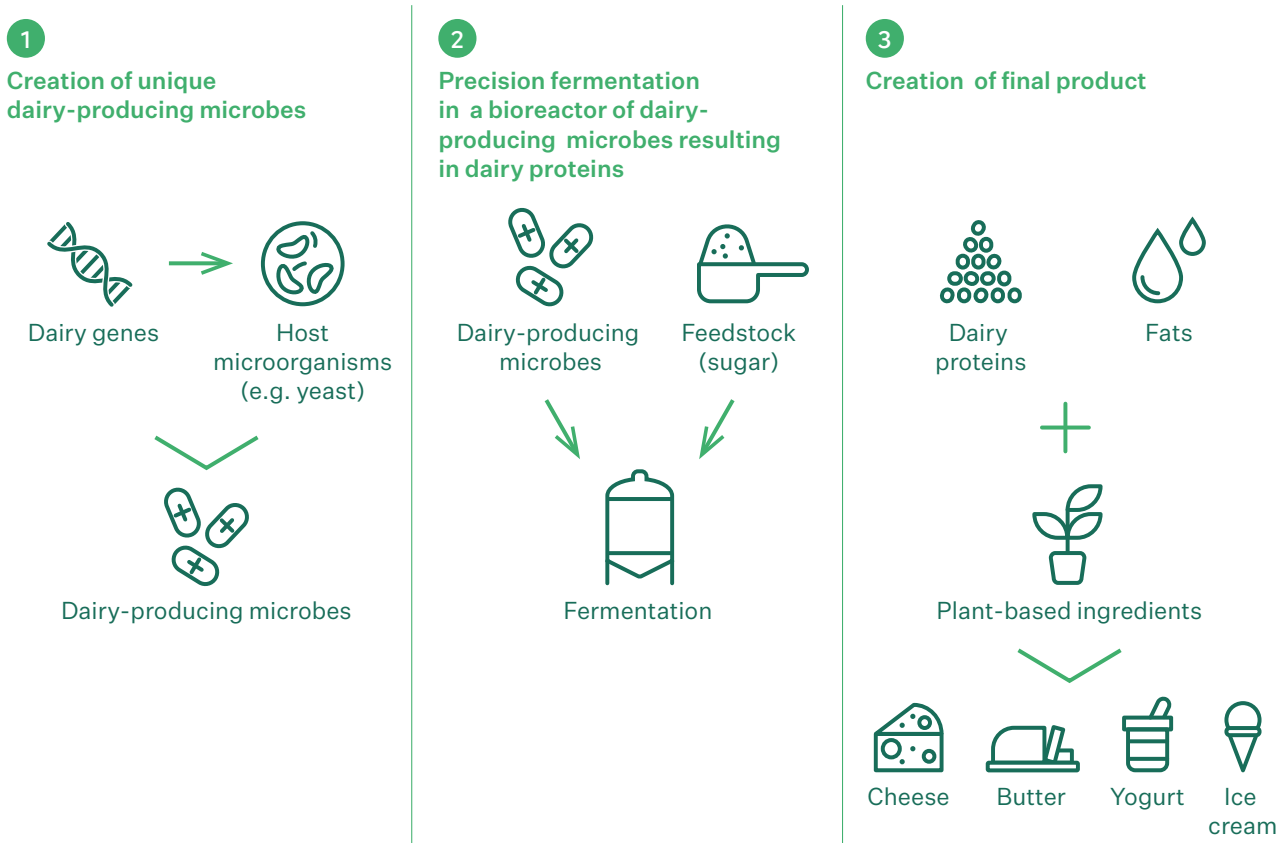 1
Creation of unique
dairy-producing microbes
Dairy genes
Host
microorganisms
(e.g. yeast)
Dairy-producing microbes
2
Precision fermentation
in a bioreactor of dairy-
producing microbes resulting
in dairy proteins
Dairy-producing
microbes
Feedstock
(sugar)
Fermentation
3
Creation of final product
Dairy
proteins
Fats
Plant-based ingredients
Cheese
Butter
Yogurt
Ice
cream